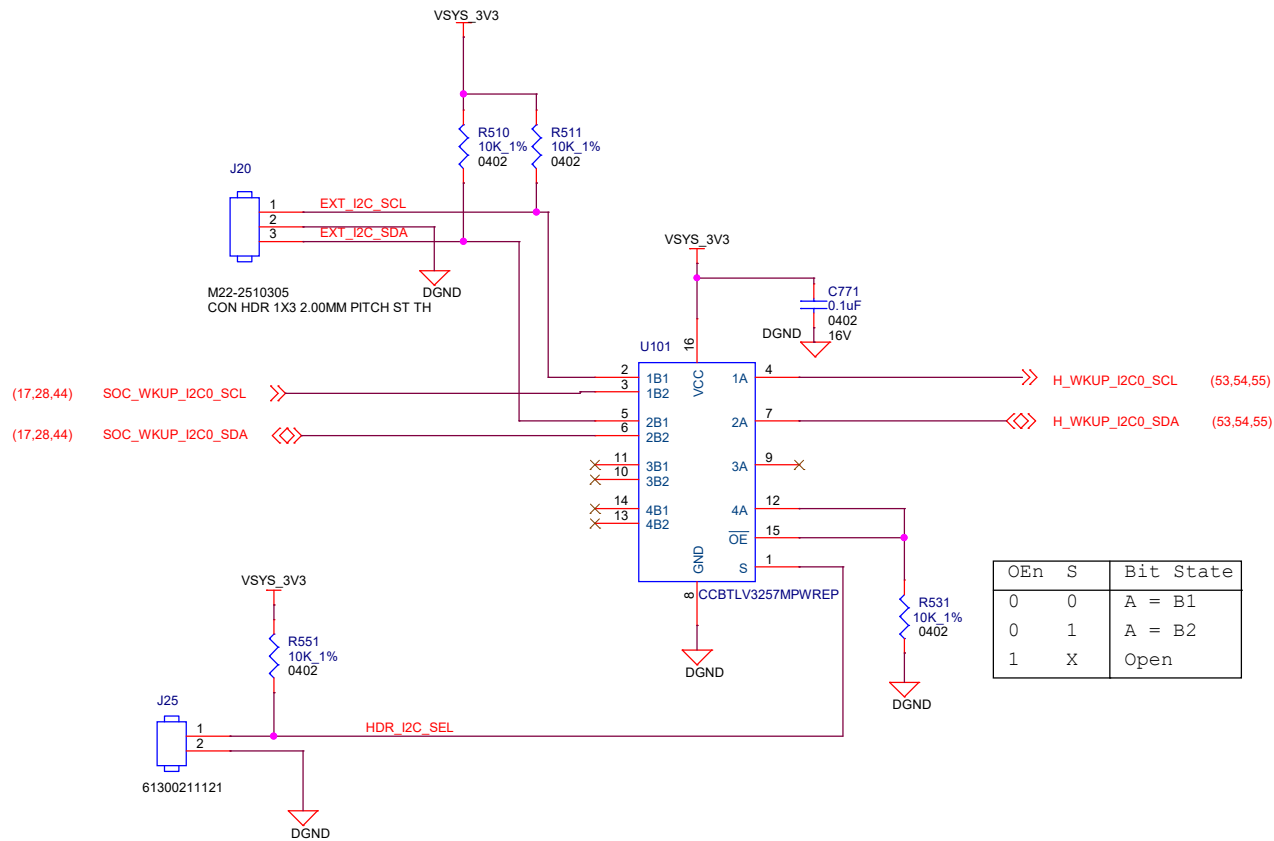 VSYS_3V3
R510
10K_1%
0402
R511
10K_1%
0402
J20
1
2
3
EXT_I2C_SCL
EXT_I2C_SDA
DGND
M22-2510305
CON HDR 1X3 2.00MM PITCH ST TH
VSYS_3V3
C771
0.1uF
0402
16V
DGND
U101
16
VCC
2
1B1
3
1B2
5
2B1
6
2B2
11
3B1
10
3B2
14
4B1
13
4B2
1A
4
2A
7
3A
9
4A
12
OE
15
S
1
GND
8
CCBTLV3257MPWREP
DGND
(17,28,44) SOC_WKUP_I2C0_SCL
(17,28,44) SOC_WKUP_I2C0_SDA
H_WKUP_I2C0_SCL (53,54,55)
H_WKUP_I2C0_SDA (53,54,55)
R531
10K_1%
0402
DGND
OEn S Bit State
0 0 A = B1
0 1 A = B2
1 X Open
VSYS_3V3
R551
10K_1%
0402
J25
1
2
HDR_I2C_SEL
61300211121
DGND